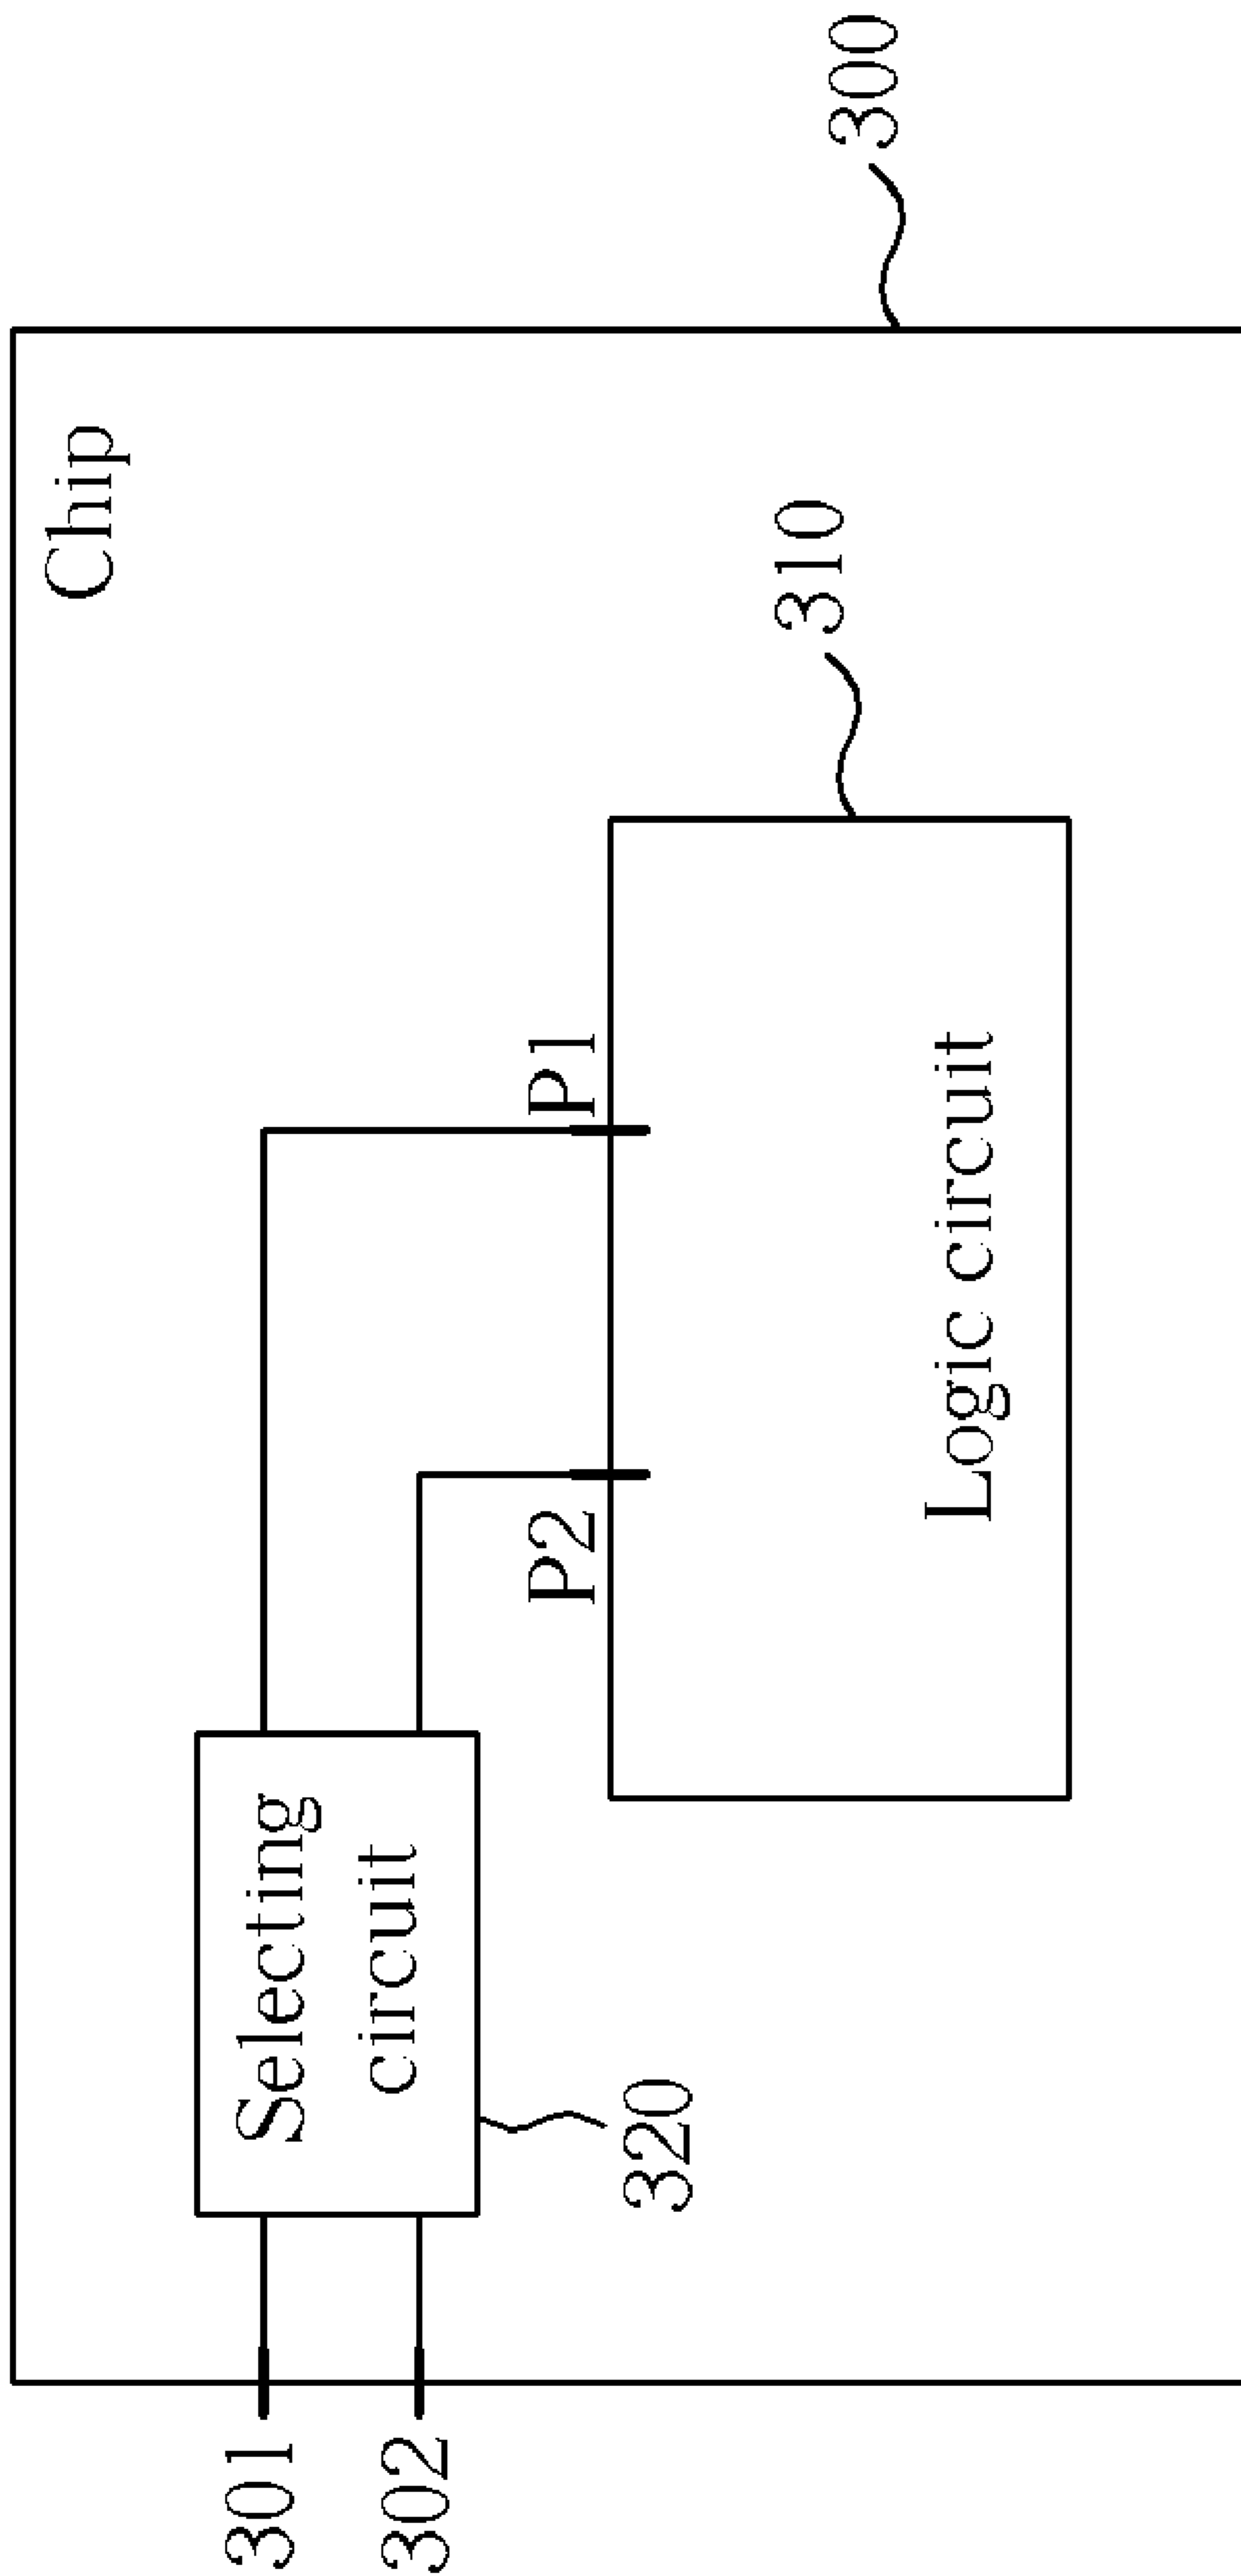 Chip
300
301
302
Selecting
circuit
320
P2
P1
310
Logic circuit